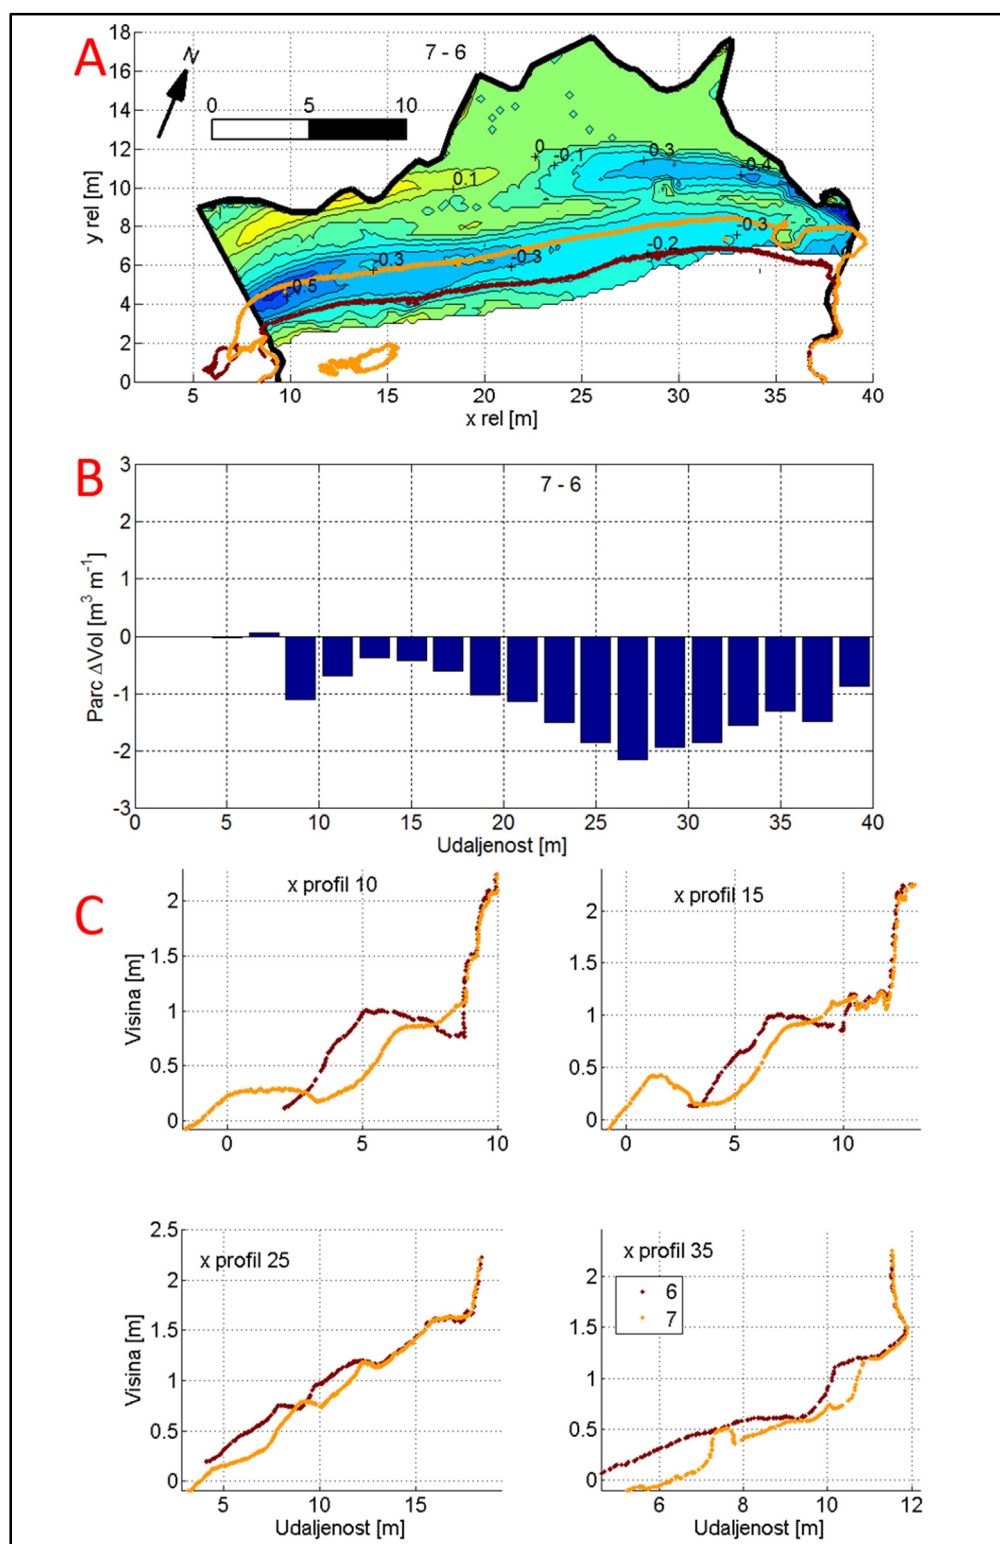 A
7 - 6
N
0 5 10
18
16
14
12
10
8
6
4
2
0
y rel [m]
0 -0.1 -0.3 -0.4
0.1
-0.3
-0.3 -0.3 -0.2
0.5
5 10 15 20 25 30 35 40
x rel [m]
B
7 - 6
3
2
1
0
-1
-2
-3
Parc ΔVol [m³ m⁻¹]
0 5 10 15 20 25 30 35 40
Udaljenost [m]
C
x profil 10
2
1.5
1
0.5
0
Visina [m]
0 5 10
x profil 15
2
1.5
1
0.5
0
0 5 10
x profil 25
2.5
2
1.5
1
0.5
0
Visina [m]
5 10 15
Udaljenost [m]
x profil 35
6
7
2
1.5
1
0.5
0
6 8 10 12
Udaljenost [m]